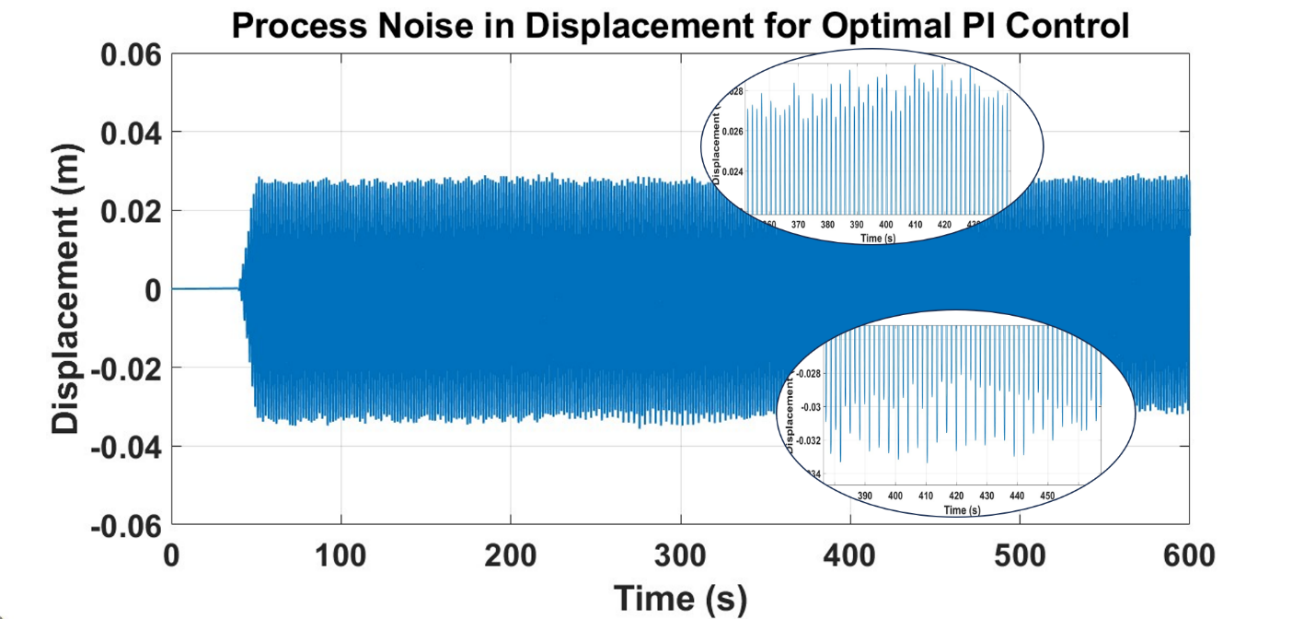 Process Noise in Displacement for Optimal PI Control
Displacement (m)
0.06
0.04
0.02
0
-0.02
-0.04
-0.06
0 100 200 300 400 500 600
Time (s)
Displacement
0.026
0.024
370 380 390 400 410 420
Time (s)
-0.028
-0.03
-0.032
390 400 410 420 430 440 450
Time (s)